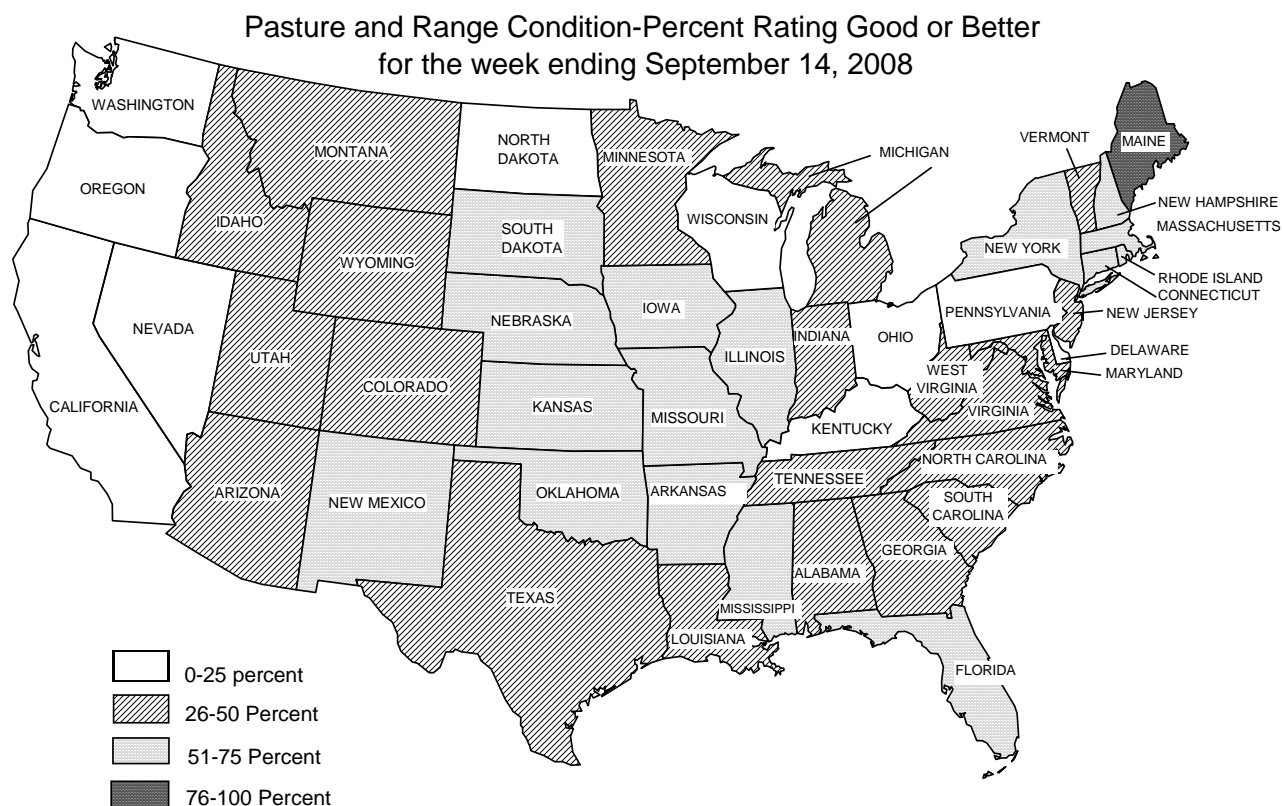 Pasture and Range Condition-Percent Rating Good or Better
for the week ending September 14, 2008
WASHINGTON
OREGON
CALIFORNIA
NEVADA
IDAHO
MONTANA
WYOMING
UTAH
COLORADO
ARIZONA
NEW MEXICO
NORTH
DAKOTA
SOUTH
DAKOTA
NEBRASKA
KANSAS
OKLAHOMA
TEXAS
MINNESOTA
IOWA
MISSOURI
ARKANSAS
LOUISIANA
WISCONSIN
ILLINOIS
MICHIGAN
INDIANA
OHIO
KENTUCKY
TENNESSEE
MISSISSIPPI
ALABAMA
GEORGIA
FLORIDA
SOUTH
CAROLINA
NORTH CAROLINA
VIRGINIA
WEST
VIRGINIA
PENNSYLVANIA
NEW YORK
VERMONT
MAINE
NEW HAMPSHIRE
MASSACHUSETTS
RHODE ISLAND
CONNECTICUT
NEW JERSEY
DELAWARE
MARYLAND
0-25 percent
26-50 Percent
51-75 Percent
76-100 Percent